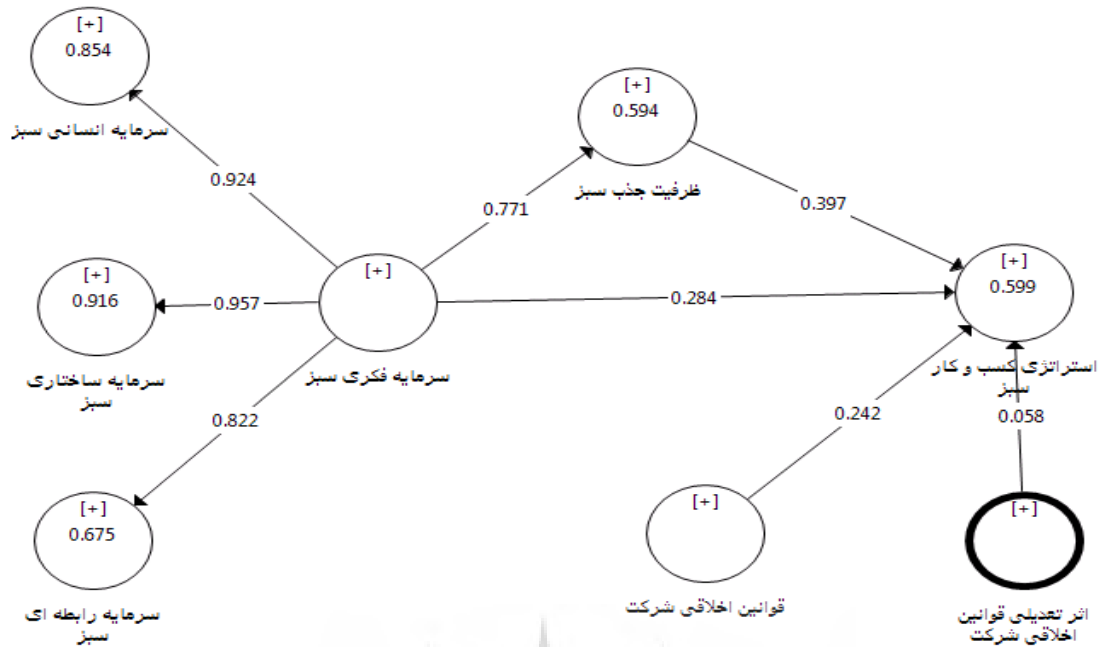 [+]
0.854
سرمایه انسانی سبز
[+]
0.594
ظرفیت جذب سبز
0.924
0.771
0.397
[+]
0.916
سرمایه ساختاری
سبز
0.957
[+]
سرمایه فکری سبز
0.284
[+]
0.599
استراتژی کسب و کار
سبز
0.822
0.242
0.058
[+]
0.675
سرمایه رابطه ای
سبز
[+]
قوانین اخلاقی شرکت
[+]
اثر تعدیلی قوانین
اخلاقی شرکت